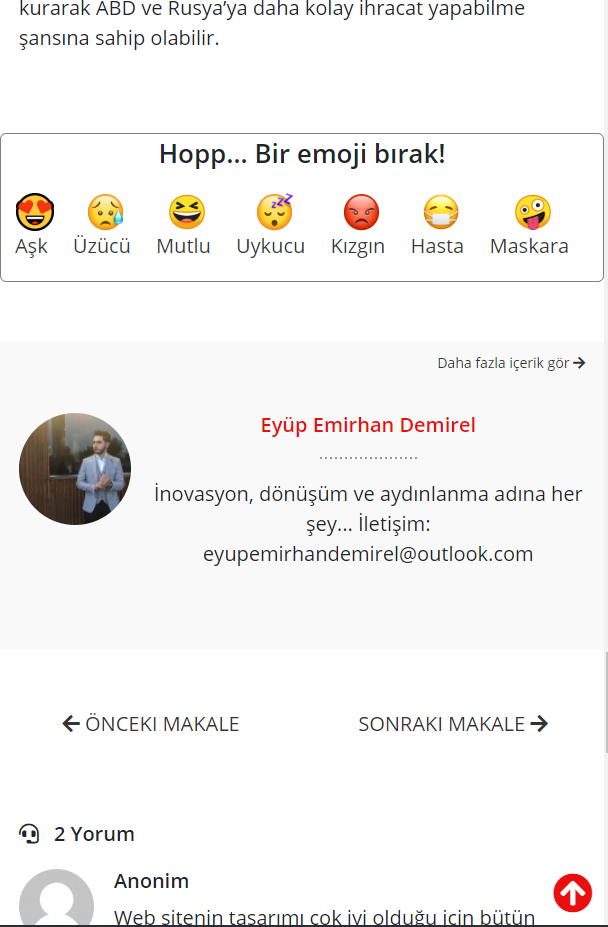 kurarak ABD ve Rusya’ya daha kolay ihracat yapabilme
şansına sahip olabilir.
Hopp... Bir emoji bırak!
Aşk Üzücü Mutlu Uykucu Kızgın Hasta Maskara
Daha fazla içerik gör
Eyüp Emirhan Demirel
İnovasyon, dönüşüm ve aydınlanma adına her
şey... İletişim:
eyupemirhandemirel@outlook.com
ÖNCEKI MAKALE SONRAKI MAKALE
2 Yorum
Anonim
Web sitenin tasarımı çok iyi olduğu için bütün